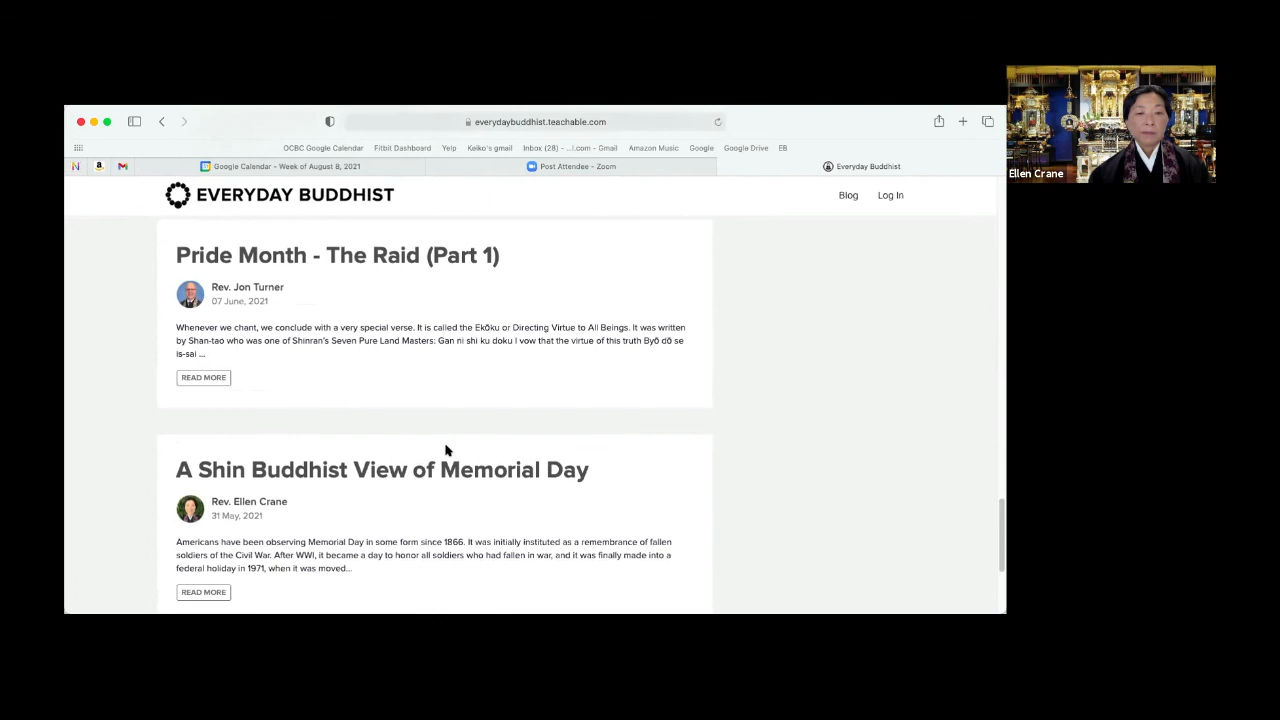 everydaybuddhist.teachable.com
OCBC Google Calendar Fitbit Dashboard Yelp Keiko's gmail Inbox (28) - ...l.com - Gmail Amazon Music Google Google Drive EB
N a M Google Calendar - Week of August 8, 2021 Post Attendee - Zoom Everyday Buddhist
EVERYDAY BUDDHIST Blog Log In
Pride Month - The Raid (Part 1)
Rev. Jon Turner
07 June, 2021
Whenever we chant, we conclude with a very special verse. It is called the Ekōku or Directing Virtue to All Beings. It was written
by Shan-tao who was one of Shinran's Seven Pure Land Masters: Gan ni shi ku doku I vow that the virtue of this truth Byō dō se
is-sai ...
READ MORE
A Shin Buddhist View of Memorial Day
Rev. Ellen Crane
31 May, 2021
Americans have been observing Memorial Day in some form since 1866. It was initially instituted as a remembrance of fallen
soldiers of the Civil War. After WWI, it became a day to honor all soldiers who had fallen in war, and it was finally made into a
federal holiday in 1971, when it was moved...
READ MORE
Ellen Crane